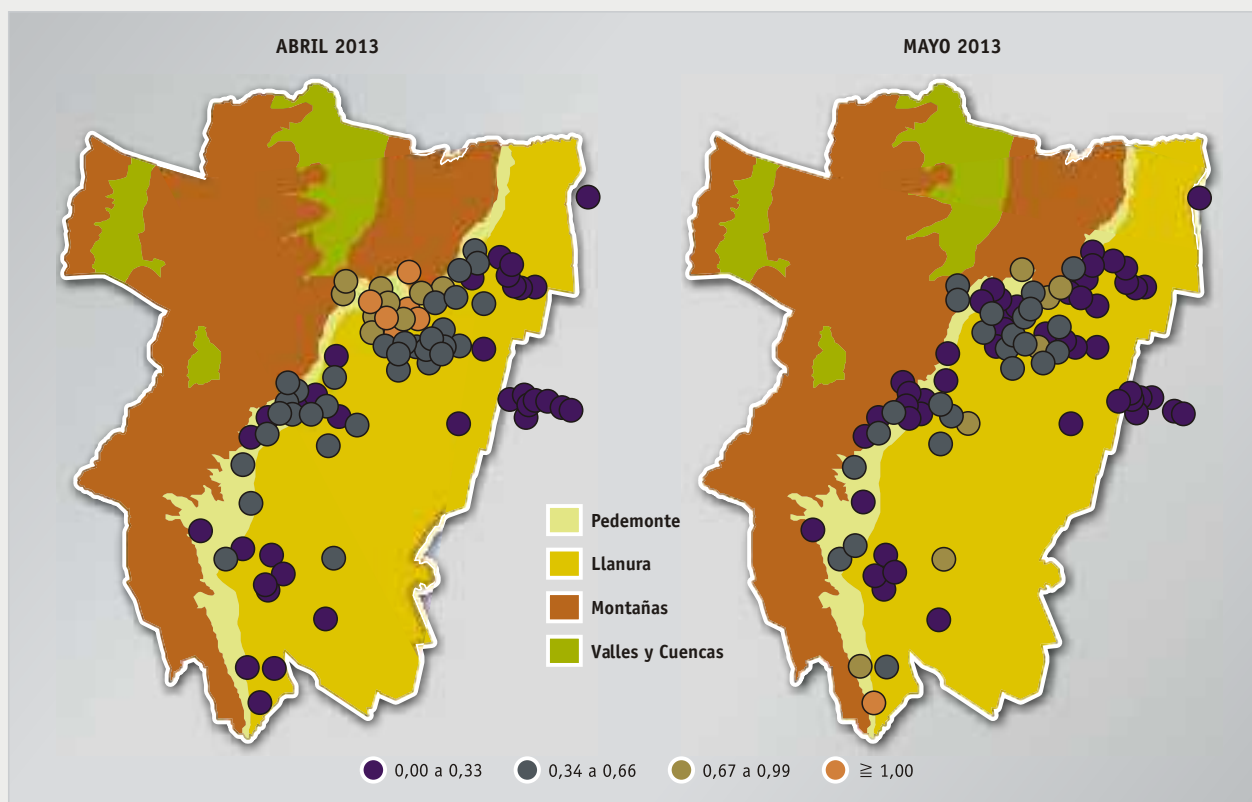 ABRIL 2013
MAYO 2013
Pedemonte
Llanura
Montañas
Valles y Cuencas
0,00 a 0,33
0,34 a 0,66
0,67 a 0,99
≧ 1,00